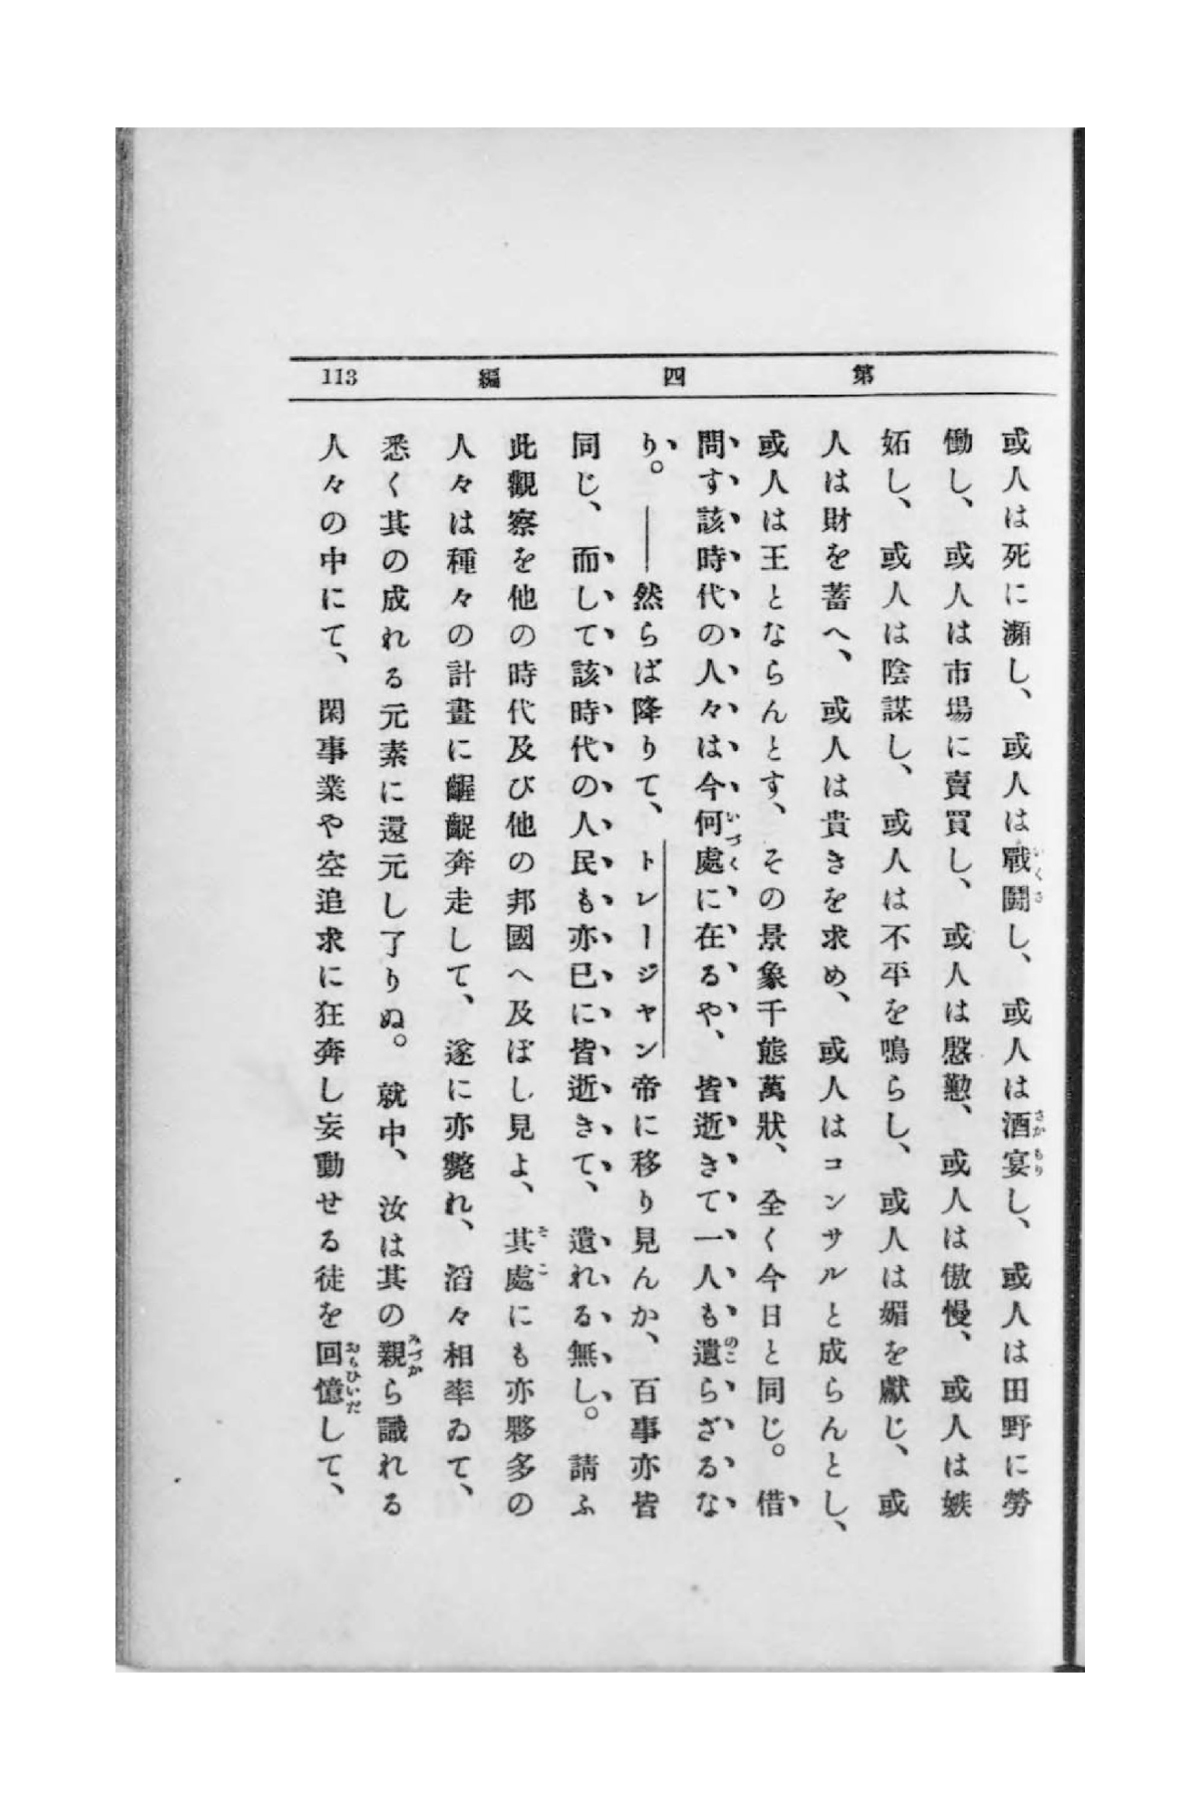 第四編
113
或人は死に瀕し、或人は戰鬪し、或人は酒宴し、或人は田野に勞
働し、或人は市場に賣買し、或人は慇懃、或人は傲慢、或人は嫉
妬し、或人は陰謀し、或人は不平を鳴らし、或人は媚を獻じ、或
人は財を蓄へ、或人は貴きを求め、或人はコンサルと成らんとし、
或人は王とならんとす、その景象千態萬狀、全く今日と同じ。借
問す該時代の人々は今何處に在るや、皆逝きて一人も遺らざるな
り。——然らば降りて、トレージャン帝に移り見んか、百事亦皆
同じ、而して該時代の人民も亦已に皆逝きて、遺れる無し。請ふ
此觀察を他の時代及び他の邦國へ及ぼし見よ、其處にも亦夥多の
人々は種々の計畫に齷齪奔走して、遂に亦斃れ、滔々相率ゐて、
悉く其の成れる元素に還元し了りぬ。就中、汝は其の親ら識れる
人々の中にて、閑事業や空追求に狂奔し妄動せる徒を回憶して、